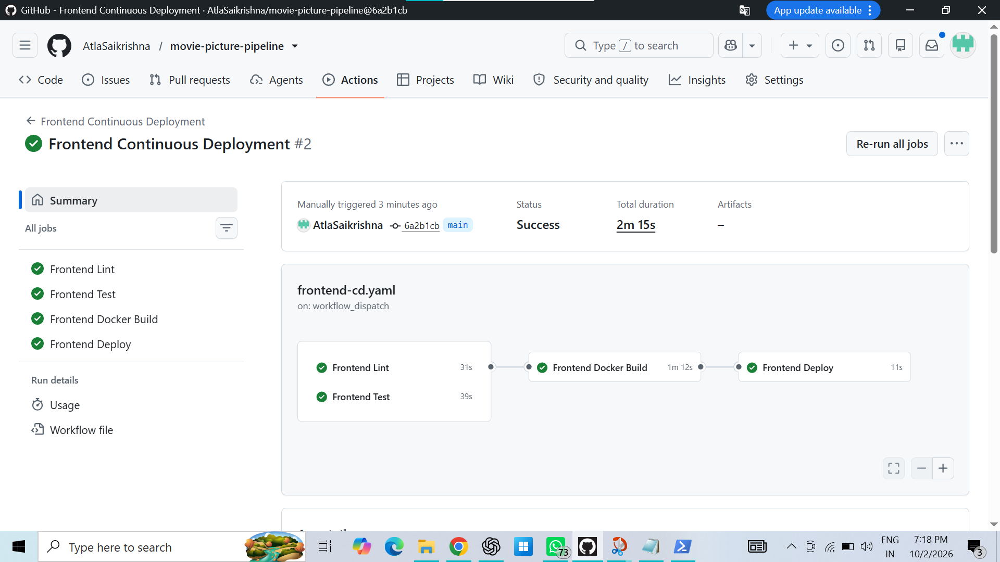 GitHub - Frontend Continuous Deployment · AtlaSaikrishna/movie-picture-pipeline@6a2b1cb
App update available
AtlaSaikrishna / movie-picture-pipeline
Type / to search
Code
Issues
Pull requests
Agents
Actions
Projects
Wiki
Security and quality
Insights
Settings
Frontend Continuous Deployment
Frontend Continuous Deployment #2
Re-run all jobs
Summary
All jobs
Frontend Lint
Frontend Test
Frontend Docker Build
Frontend Deploy
Run details
Usage
Workflow file
Manually triggered 3 minutes ago
AtlaSaikrishna 6a2b1cb main
Status
Success
Total duration
2m 15s
Artifacts
–
frontend-cd.yaml
on: workflow_dispatch
Frontend Lint 31s
Frontend Test 39s
Frontend Docker Build 1m 12s
Frontend Deploy 11s
Type here to search
73
ENG
IN
7:18 PM
10/2/2026
3